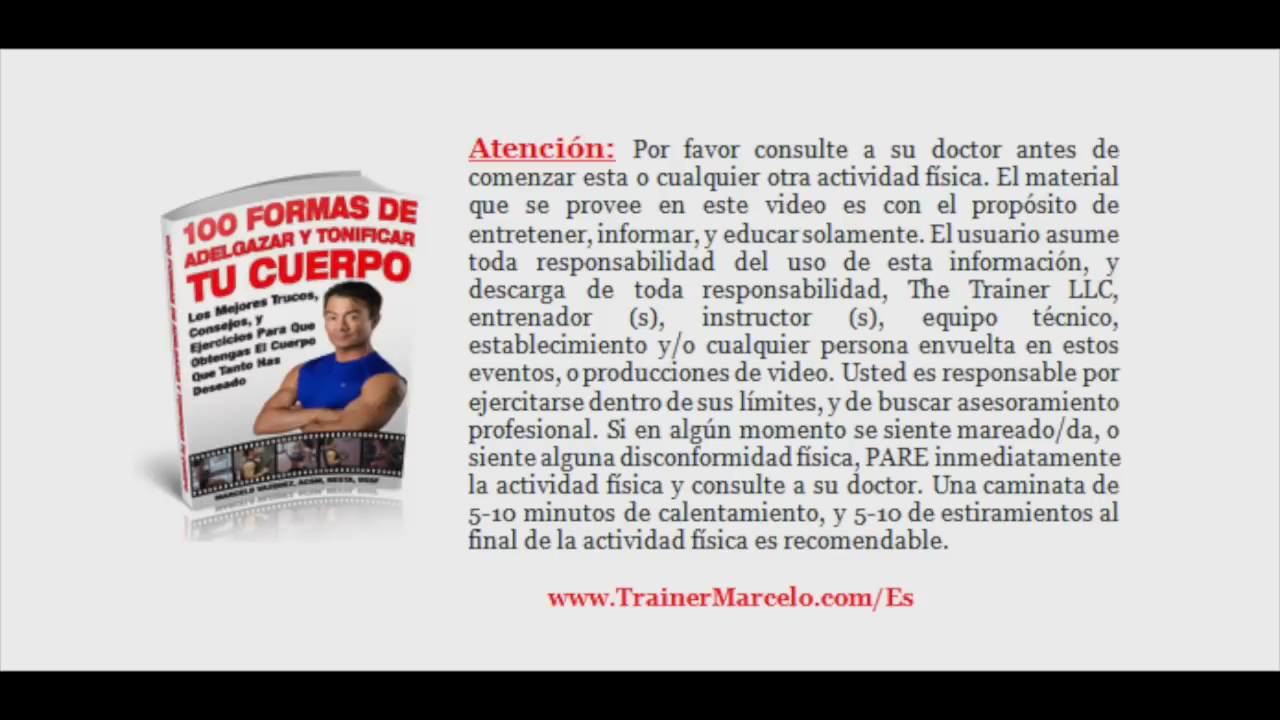 100 FORMAS DE
ADELGAZAR Y TONIFICAR
TU CUERPO
Los Mejores Trucos,
Consejos, y
Ejercicios Para Que
Obtengas El Cuerpo
Que Tanto Has
Deseado
MARCELO VAZQUEZ, ACSM, NESTA, USSF
Atención: Por favor consulte a su doctor antes de
comenzar esta o cualquier otra actividad física. El material
que se provee en este video es con el propósito de
entretener, informar, y educar solamente. El usuario asume
toda responsabilidad del uso de esta información, y
descarga de toda responsabilidad, The Trainer LLC,
entrenador (s), instructor (s), equipo técnico,
establecimiento y/o cualquier persona envuelta en estos
eventos, o producciones de video. Usted es responsable por
ejercitarse dentro de sus límites, y de buscar asesoramiento
profesional. Si en algún momento se siente mareado/da, o
siente alguna disconformidad física, PARE inmediatamente
la actividad física y consulte a su doctor. Una caminata de
5-10 minutos de calentamiento, y 5-10 de estiramientos al
final de la actividad física es recomendable.
www.TrainerMarcelo.com/Es